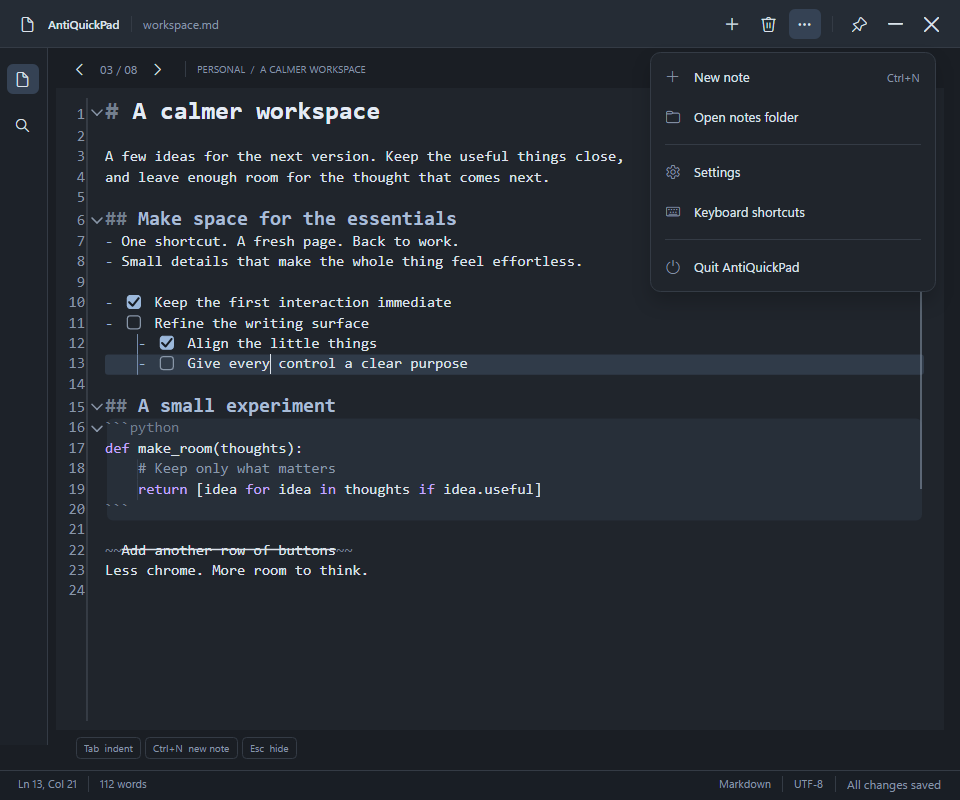 AntiQuickPad workspace.md
03 / 08 PERSONAL / A CALMER WORKSPACE
New note Ctrl+N
Open notes folder
Settings
Keyboard shortcuts
Quit AntiQuickPad
1 # A calmer workspace
2
3 A few ideas for the next version. Keep the useful things close,
4 and leave enough room for the thought that comes next.
5
6 ## Make space for the essentials
7 - One shortcut. A fresh page. Back to work.
8 - Small details that make the whole thing feel effortless.
9
10 - Keep the first interaction immediate
11 - Refine the writing surface
12 - Align the little things
13 - Give every control a clear purpose
14
15 ## A small experiment
16 ```python
17 def make_room(thoughts):
18 # Keep only what matters
19 return [idea for idea in thoughts if idea.useful]
20 ```
21
22 ~~Add another row of buttons~~
23 Less chrome. More room to think.
24
Tab indent Ctrl+N new note Esc hide
Ln 13, Col 21 112 words Markdown UTF-8 All changes saved